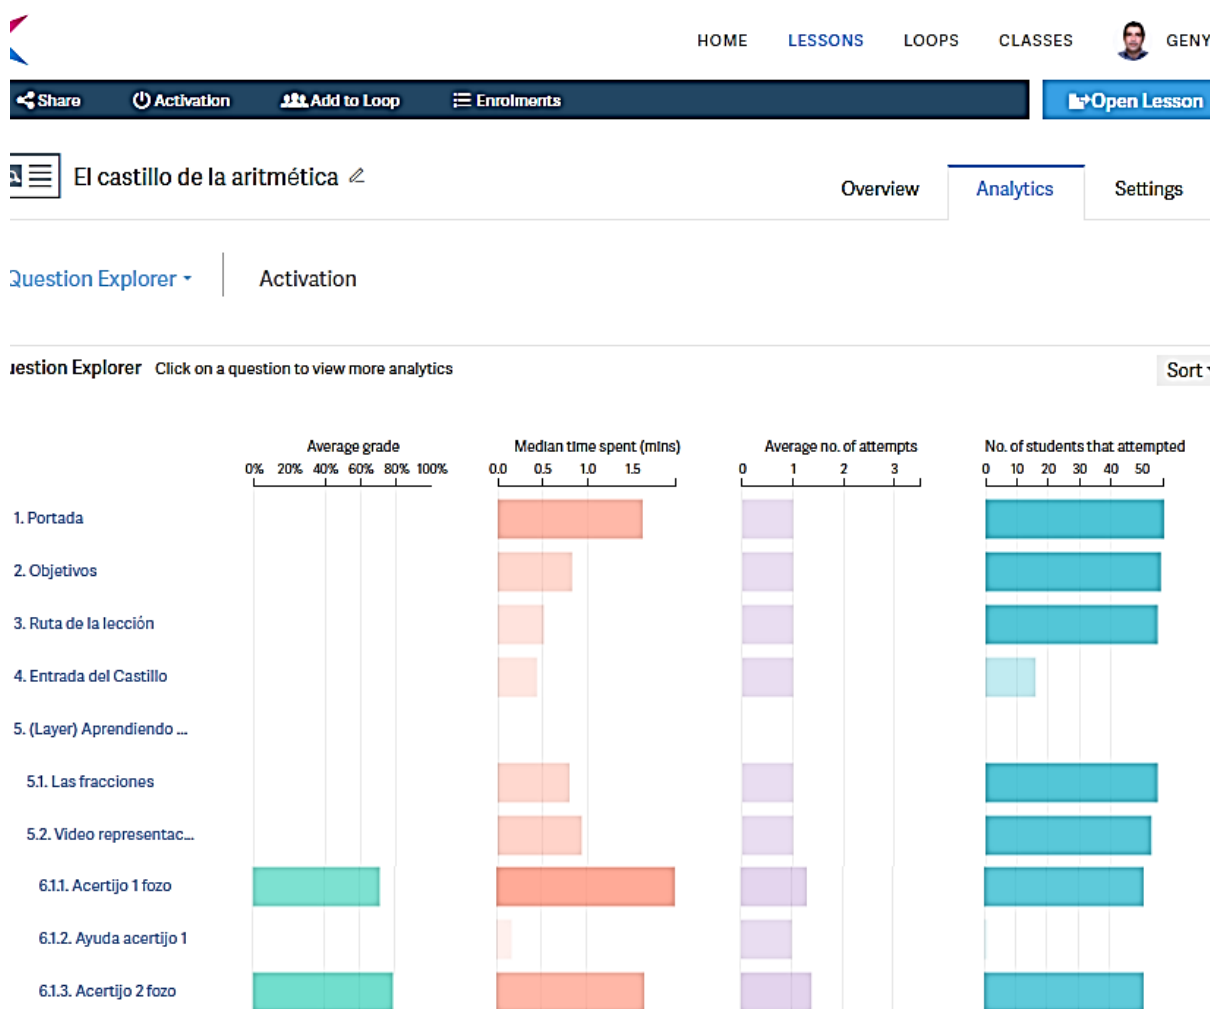 HOME LESSONS LOOPS CLASSES GENY
Share Activation Add to Loop Enrolments Open Lesson
El castillo de la aritmética
Overview Analytics Settings
Question Explorer Activation
uestion Explorer Click on a question to view more analytics Sort
Average grade Median time spent (mins) Average no. of attempts No. of students that attempted
0% 20% 40% 60% 80% 100% 0.0 0.5 1.0 1.5 0 1 2 3 0 10 20 30 40 50
1. Portada
2. Objetivos
3. Ruta de la lección
4. Entrada del Castillo
5. (Layer) Aprendiendo ...
5.1. Las fracciones
5.2. Video representac...
6.1.1. Acertijo 1 fozo
6.1.2. Ayuda acertijo 1
6.1.3. Acertijo 2 fozo